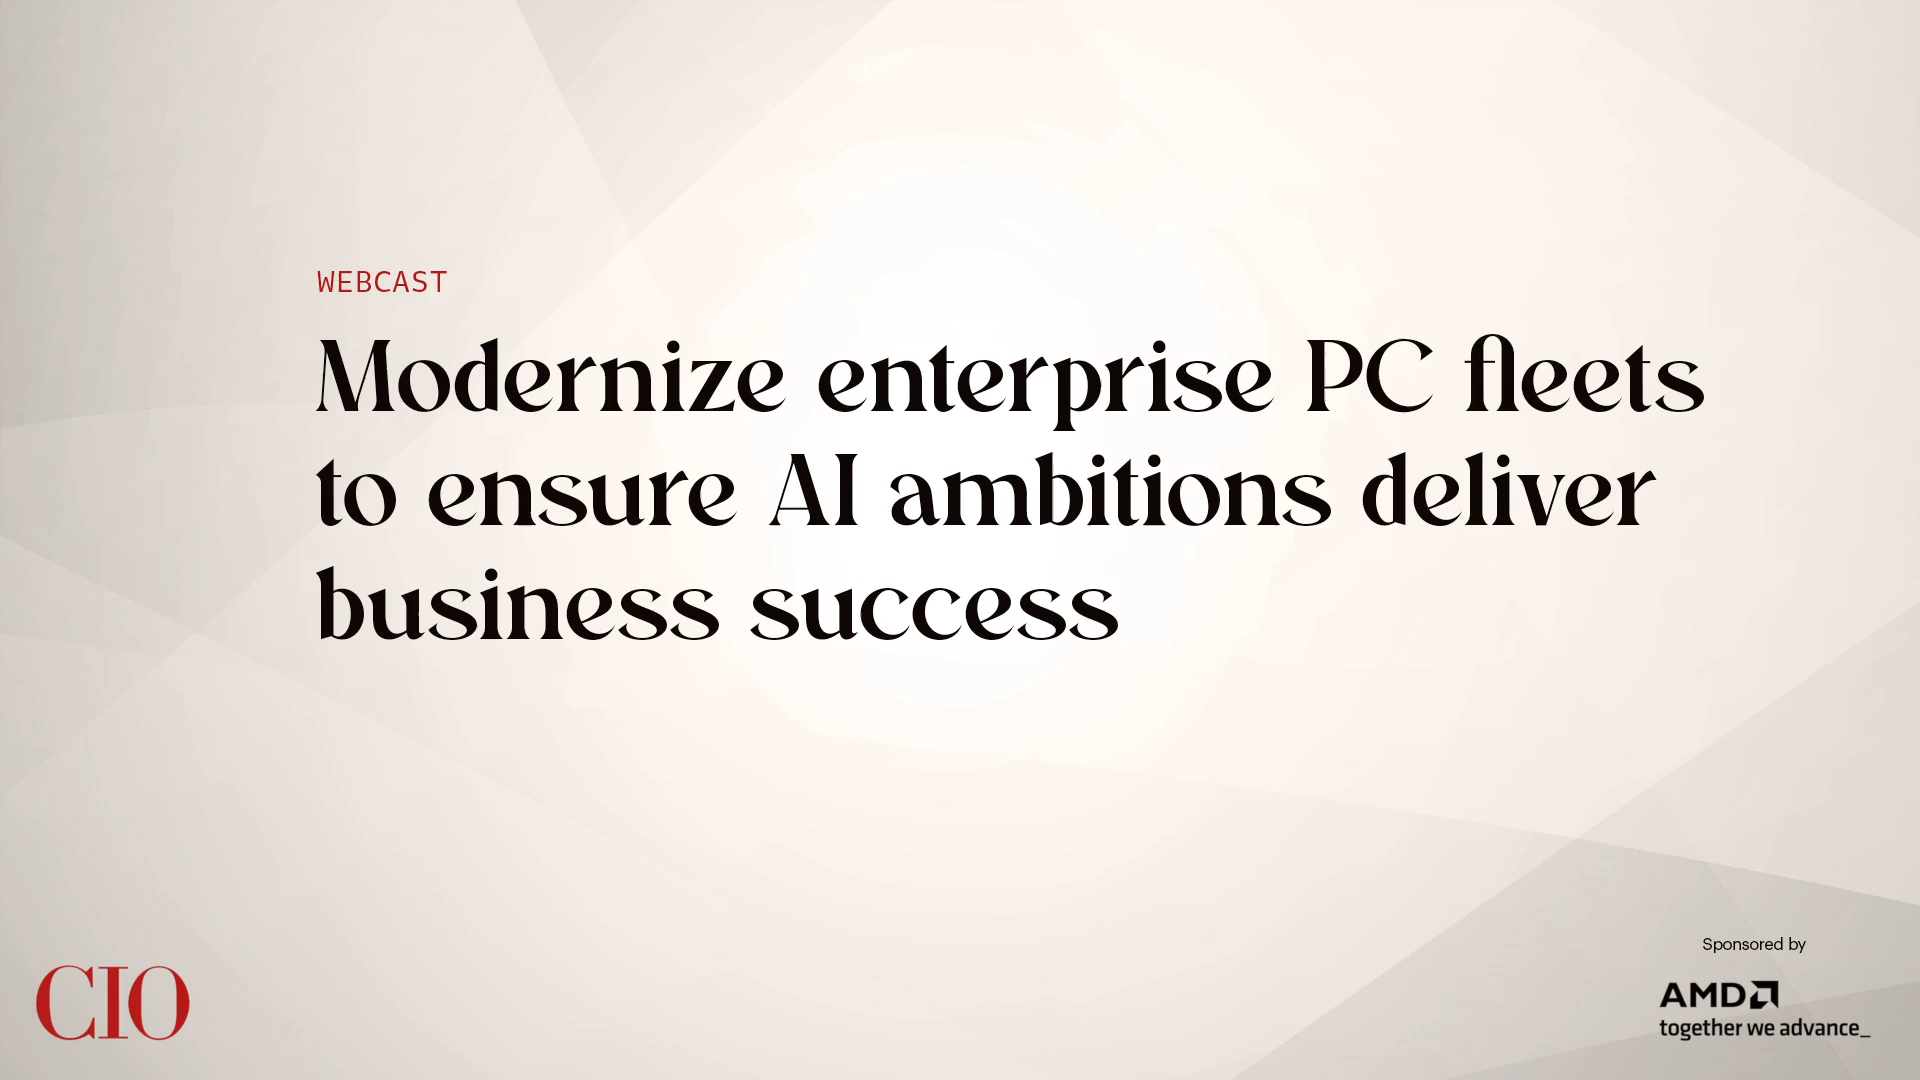 WEBCAST
Modernize enterprise PC fleets
to ensure AI ambitions deliver
business success
Sponsored by
AMD
together we advance_
CIO